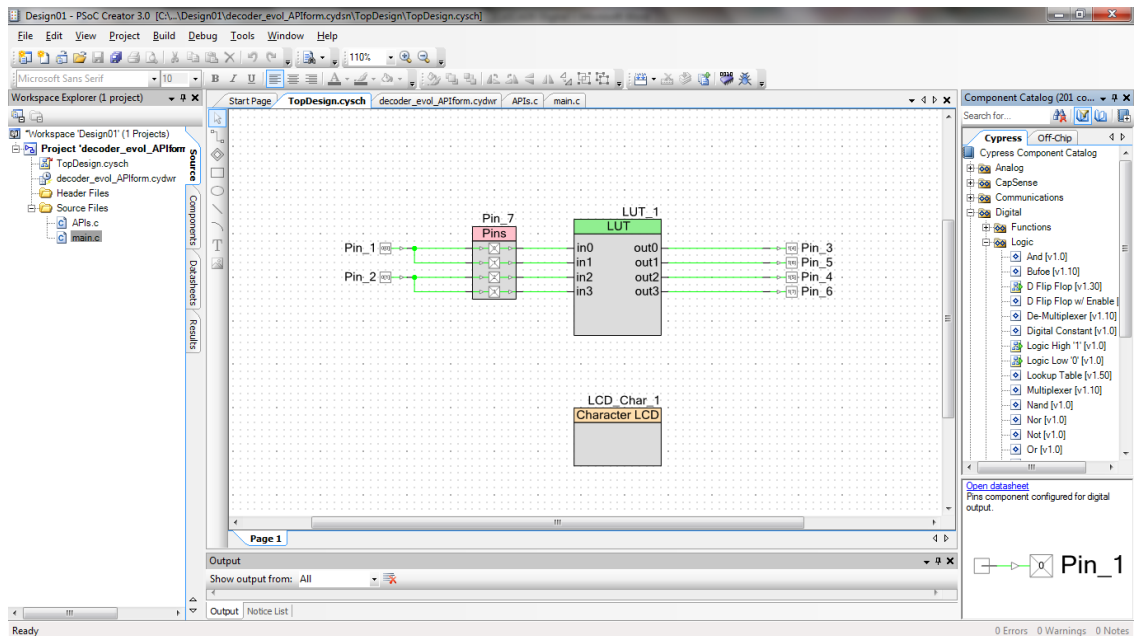 Design01 - PSoC Creator 3.0 [C:\...\Design01\decoder_evol_APIform.cydsn\TopDesign\TopDesign.cysch]
File Edit View Project Build Debug Tools Window Help
110%
Microsoft Sans Serif 10 B I U
Workspace Explorer (1 project)
Workspace 'Design01' (1 Projects)
Project 'decoder_evol_APIform
TopDesign.cysch
decoder_evol_APIform.cydwr
Header Files
Source Files
APIs.c
main.c
Source
Components
Datasheets
Results
Start Page TopDesign.cysch decoder_evol_APIform.cydwr APIs.c main.c
Pin_7
Pins
Pin_1
Pin_2
LUT_1
LUT
in0 out0
in1 out1
in2 out2
in3 out3
Pin_3
Pin_5
Pin_4
Pin_6
LCD_Char_1
Character LCD
Page 1
Output
Show output from: All
Output Notice List
Component Catalog (201 co...
Search for...
Cypress Off-Chip
Cypress Component Catalog
Analog
CapSense
Communications
Digital
Functions
Logic
And [v1.0]
Bufoe [v1.10]
D Flip Flop [v1.30]
D Flip Flop w/ Enable [
De-Multiplexer [v1.10]
Digital Constant [v1.0]
Logic High '1' [v1.0]
Logic Low '0' [v1.0]
Lookup Table [v1.50]
Multiplexer [v1.10]
Nand [v1.0]
Nor [v1.0]
Not [v1.0]
Or [v1.0]
Open datasheet
Pins component configured for digital
output.
Pin_1
Ready
0 Errors 0 Warnings 0 Notes